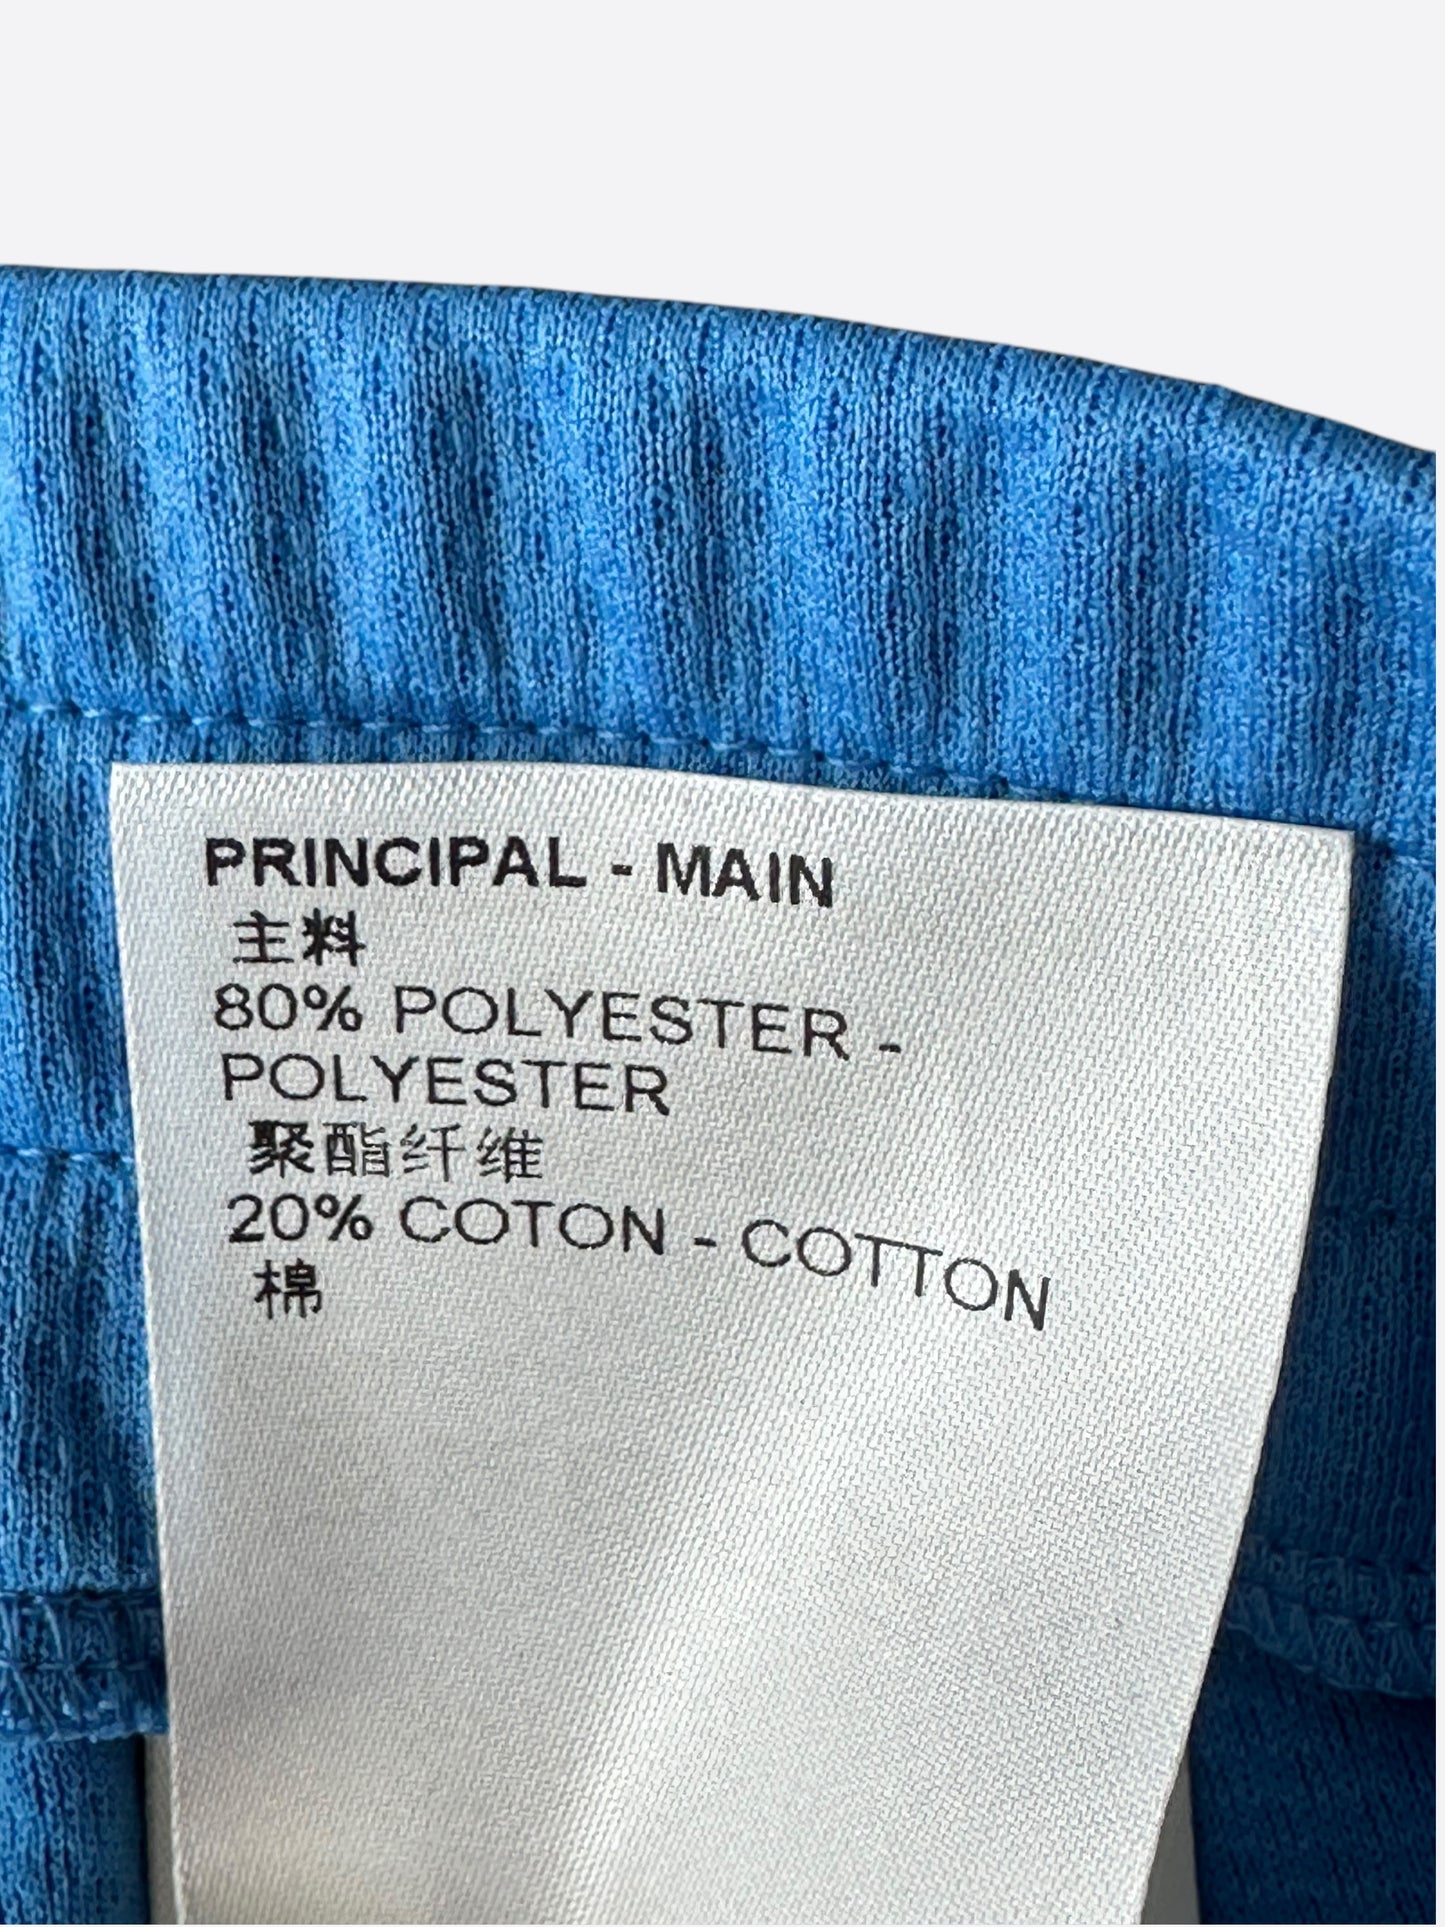 PRINCIPAL - MAIN
主料
80% POLYESTER -
POLYESTER
聚酯纤维
20% COTON - COTTON
棉